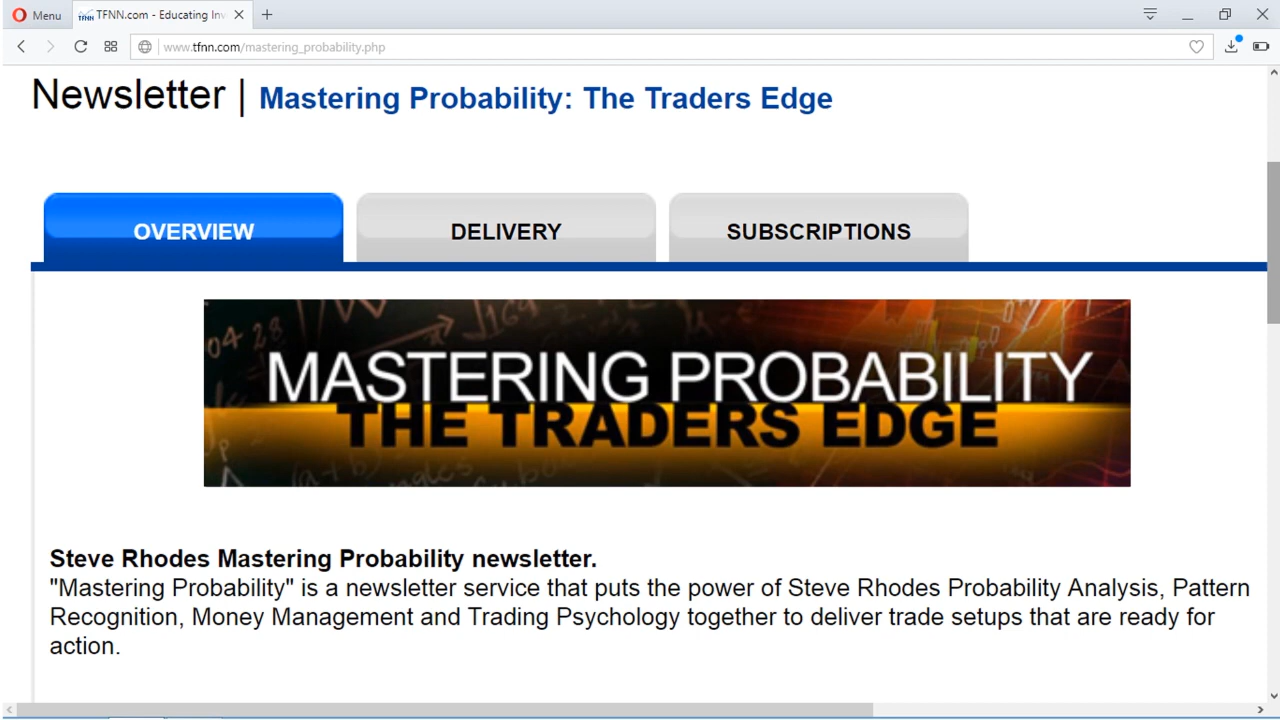 Menu
TFNN.com - Educating Inv
www.tfnn.com/mastering_probability.php
Newsletter | Mastering Probability: The Traders Edge
OVERVIEW DELIVERY SUBSCRIPTIONS
MASTERING PROBABILITY
THE TRADERS EDGE
Steve Rhodes Mastering Probability newsletter.
"Mastering Probability" is a newsletter service that puts the power of Steve Rhodes Probability Analysis, Pattern
Recognition, Money Management and Trading Psychology together to deliver trade setups that are ready for
action.